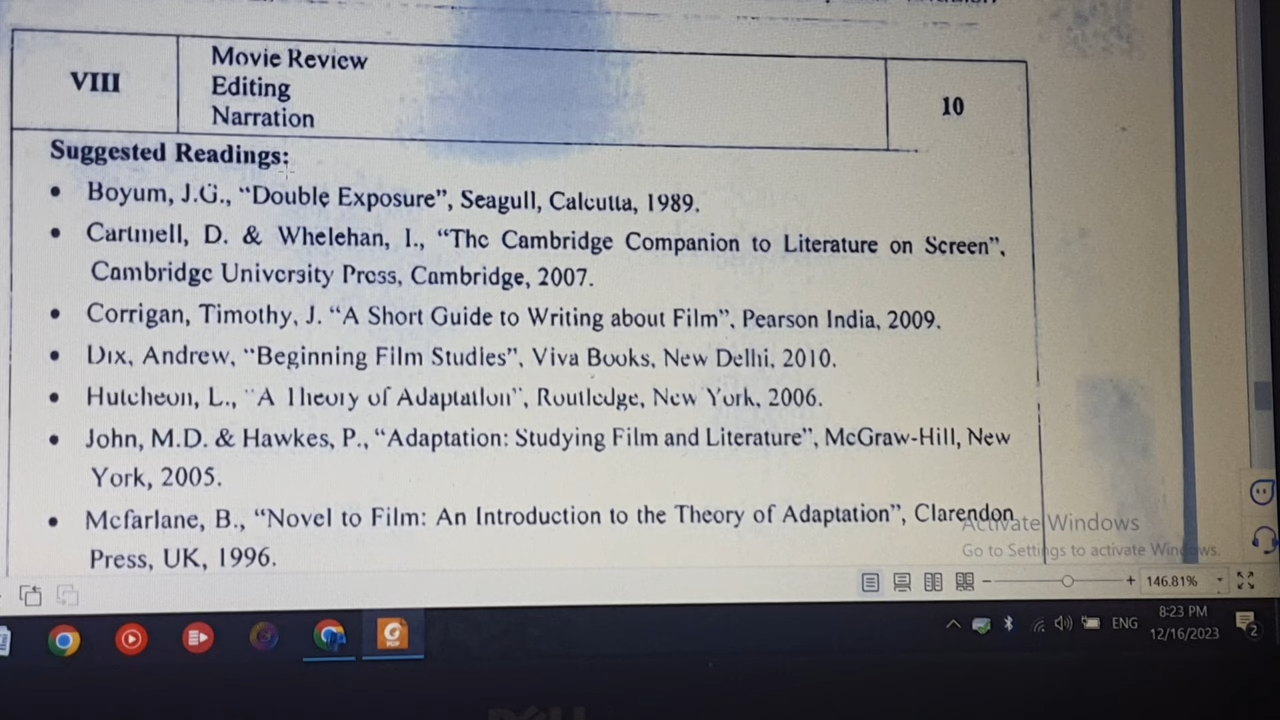 VIII
Movie Review
Editing
Narration
10
Suggested Readings:
• Boyum, J.G., “Double Exposure”, Seagull, Calcutta, 1989.
• Cartmell, D. & Whelehan, I., “The Cambridge Companion to Literature on Screen”,
Cambridge University Press, Cambridge, 2007.
• Corrigan, Timothy, J. “A Short Guide to Writing about Film”, Pearson India, 2009.
• Dix, Andrew, “Beginning Film Studies”, Viva Books, New Delhi, 2010.
• Hutcheon, L., “A Theory of Adaptation”, Routledge, New York, 2006.
• John, M.D. & Hawkes, P., “Adaptation: Studying Film and Literature”, McGraw-Hill, New
York, 2005.
• Mcfarlane, B., “Novel to Film: An Introduction to the Theory of Adaptation”, Clarendon
Press, UK, 1996.
Activate Windows
Go to Settings to activate Windows.
146.81%
ENG
8:23 PM
12/16/2023
2
PDF
DELL